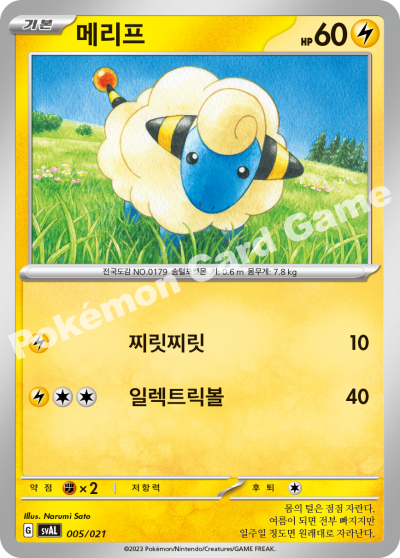 기본 메리프 HP 60
전국도감 NO.0179 솜털포켓몬 키: 0.6 m 몸무게: 7.8 kg
찌릿찌릿 10
일렉트릭볼 40
약점 ×2 저항력 후퇴
Illus. Narumi Sato
G svAL 005/021
몸의 털은 점점 자란다.
여름이 되면 전부 빠지지만
일주일 정도면 원래대로 자라난다.
©2023 Pokémon/Nintendo/Creatures/GAME FREAK.
Pokémon Card Game